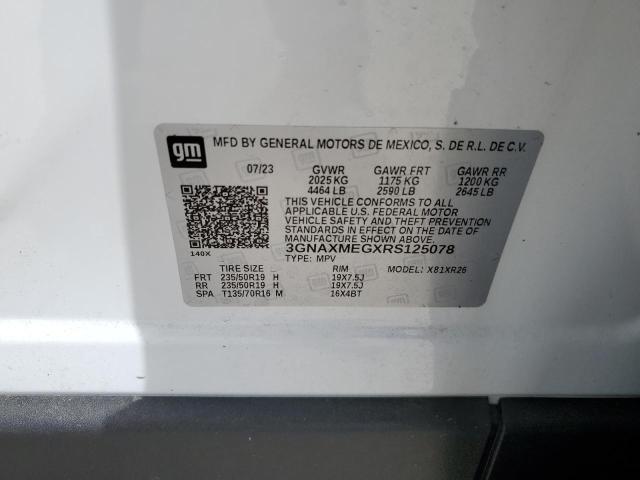 gm
MFD BY GENERAL MOTORS DE MEXICO, S. DE R.L. DE C.V.
07/23 GVWR GAWR FRT GAWR RR
2025 KG 1175 KG 1200 KG
4464 LB 2590 LB 2645 LB
THIS VEHICLE CONFORMS TO ALL
APPLICABLE U.S. FEDERAL MOTOR
VEHICLE SAFETY AND THEFT PREVENTION
STANDARDS IN EFFECT ON THE DATE OF
MANUFACTURE SHOWN ABOVE.
3GNAXMEGXRS125078
140X TYPE: MPV MODEL: X81XR26
TIRE SIZE RIM
FRT 235/50R19 H 19X7.5J
RR 235/50R19 H 19X7.5J
SPA T135/70R16 M 16X4BT